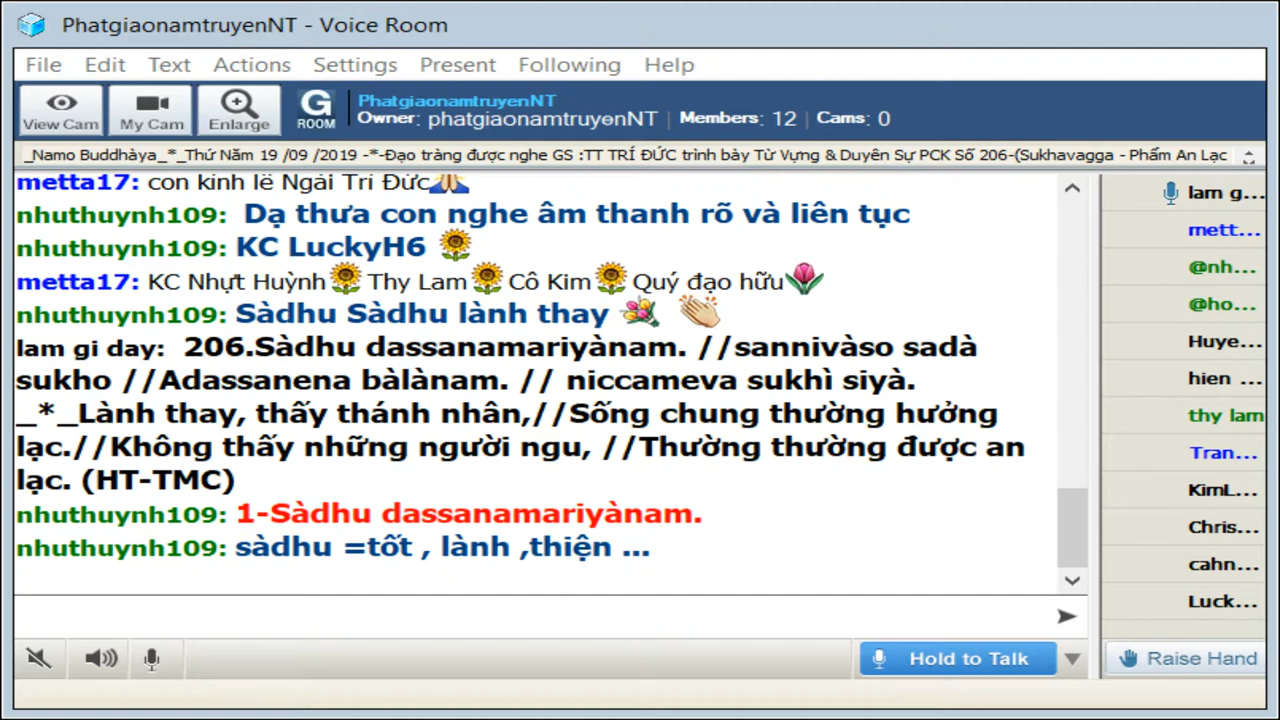 PhatgiaonamtruyenNT - Voice Room
File Edit Text Actions Settings Present Following Help
View Cam My Cam Enlarge G ROOM
PhatgiaonamtruyenNT
Owner: phatgiaonamtruyenNT | Members: 12 | Cams: 0
_Namo Buddhàya_*_Thứ Năm 19 /09 /2019 -*-Đạo tràng được nghe GS :TT TRÍ ĐỨC trình bày Từ Vựng & Duyên Sự PCK Số 206-(Sukhavagga - Phẩm An Lạc
metta17: con kính lễ Ngài Trí Đức
nhuthuynh109: Dạ thưa con nghe âm thanh rõ và liên tục
nhuthuynh109: KC LuckyH6
metta17: KC Nhựt Huỳnh Thy Lam Cô Kim Quý đạo hữu
nhuthuynh109: Sàdhu Sàdhu lành thay
lam gi day: 206.Sàdhu dassanamariyànam. //sannivàso sadà
sukho //Adassanena bàlànam. // niccameva sukhì siyà.
_*_Lành thay, thấy thánh nhân,//Sống chung thường hưởng
lạc.//Không thấy những người ngu, //Thường thường được an
lạc. (HT-TMC)
nhuthuynh109: 1-Sàdhu dassanamariyànam.
nhuthuynh109: sàdhu =tốt , lành ,thiện ...
lam g...
mett...
@nh...
@ho...
Huye...
hien ...
thy lam
Tran...
KimL...
Chris...
cahn...
Luck...
Hold to Talk
Raise Hand